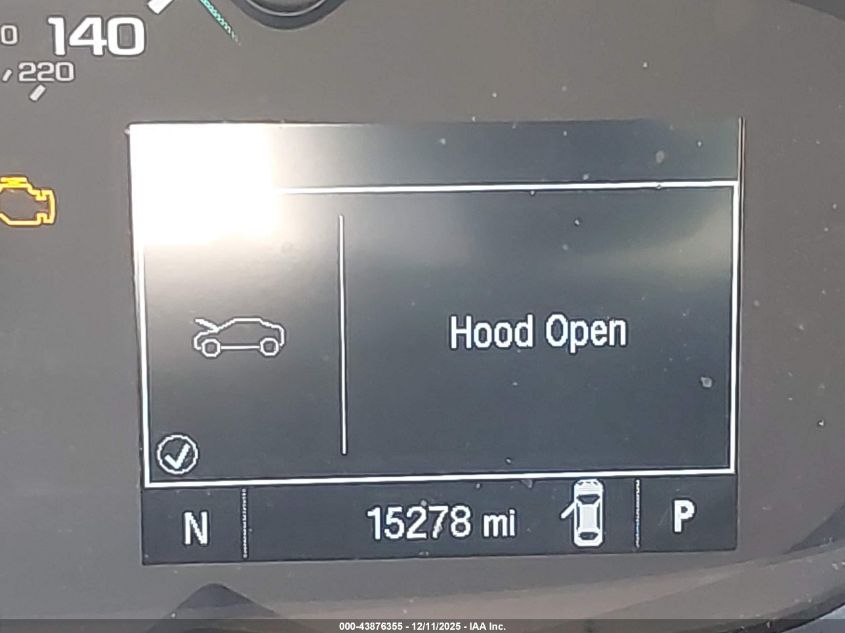 140
220
Hood Open
N
15278 mi
P
000-43876355 - 12/11/2025 - IAA Inc.